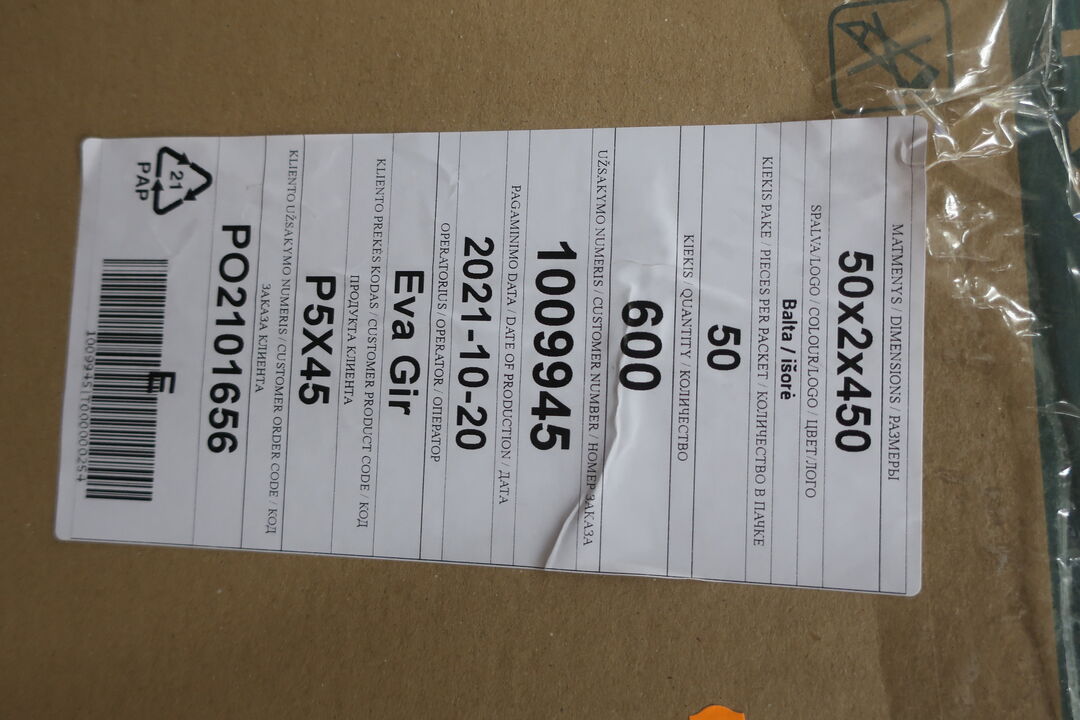 MATMENYS / DIMENSIONS / РАЗМЕРЫ
50x2x450
SPALVA/LOGO / COLOUR/LOGO / ЦВЕТ/ЛОГО
Balta / išorė
KIEKIS PAKE / PIECES PER PACKET / КОЛИЧЕСТВО В ПАЧКЕ
50
KIEKIS / QUANTITY / КОЛИЧЕСТВО
600
UŽSAKYMO NUMERIS / CUSTOMER NUMBER / НОМЕР ЗАКАЗА
1009945
PAGAMINIMO DATA / DATE OF PRODUCTION / ДАТА
2021-10-20
OPERATORIUS / OPERATOR / ОПЕРАТОР
Eva Gir
KLIENTO PREKĖS KODAS / CUSTOMER PRODUCT CODE / КОД
ПРОДУКТА КЛИЕНТА
P5X45
KLIENTO UŽSAKYMO NUMERIS / CUSTOMER ORDER CODE / КОД
ЗАКАЗА КЛИЕНТА
PO2101656
21
PAP
E
1009945IT0000000254